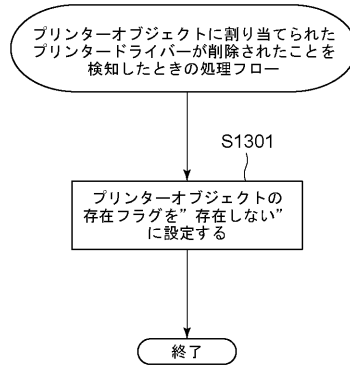 プリンターオブジェクトに割り当てられた
プリンタードライバーが削除されたことを
検知したときの処理フロー
S1301
プリンターオブジェクトの
存在フラグを”存在しない”
に設定する
終了